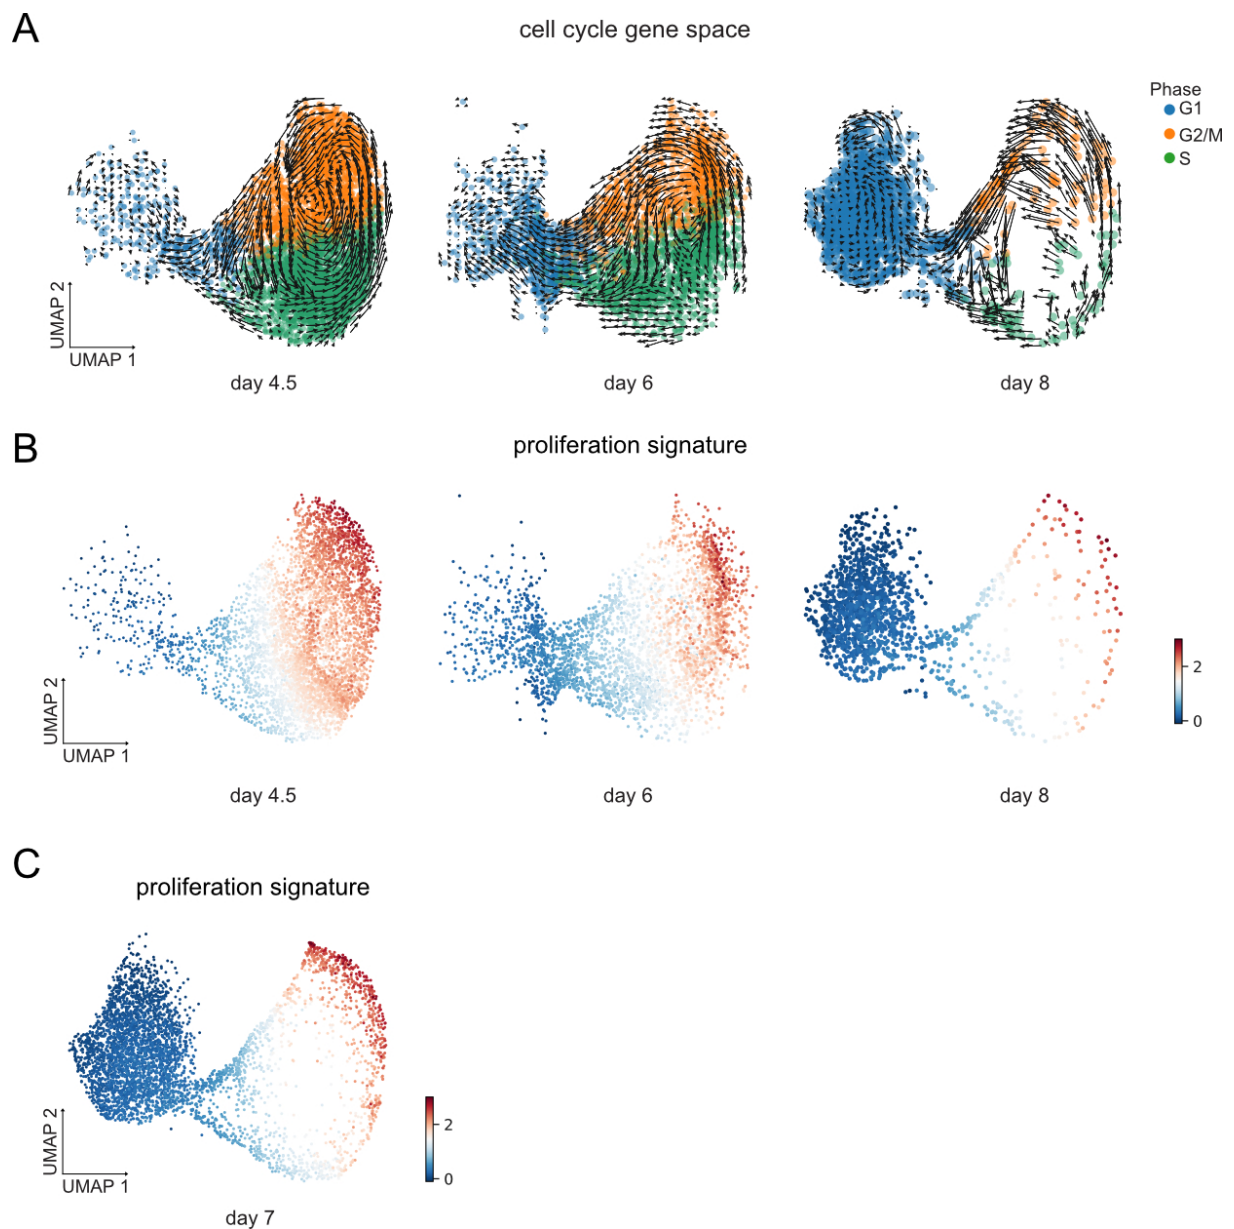 A
cell cycle gene space
Phase
G1
G2/M
S
UMAP 2
UMAP 1
day 4.5
day 6
day 8
B
proliferation signature
2
0
UMAP 2
UMAP 1
day 4.5
day 6
day 8
C
proliferation signature
2
0
UMAP 2
UMAP 1
day 7